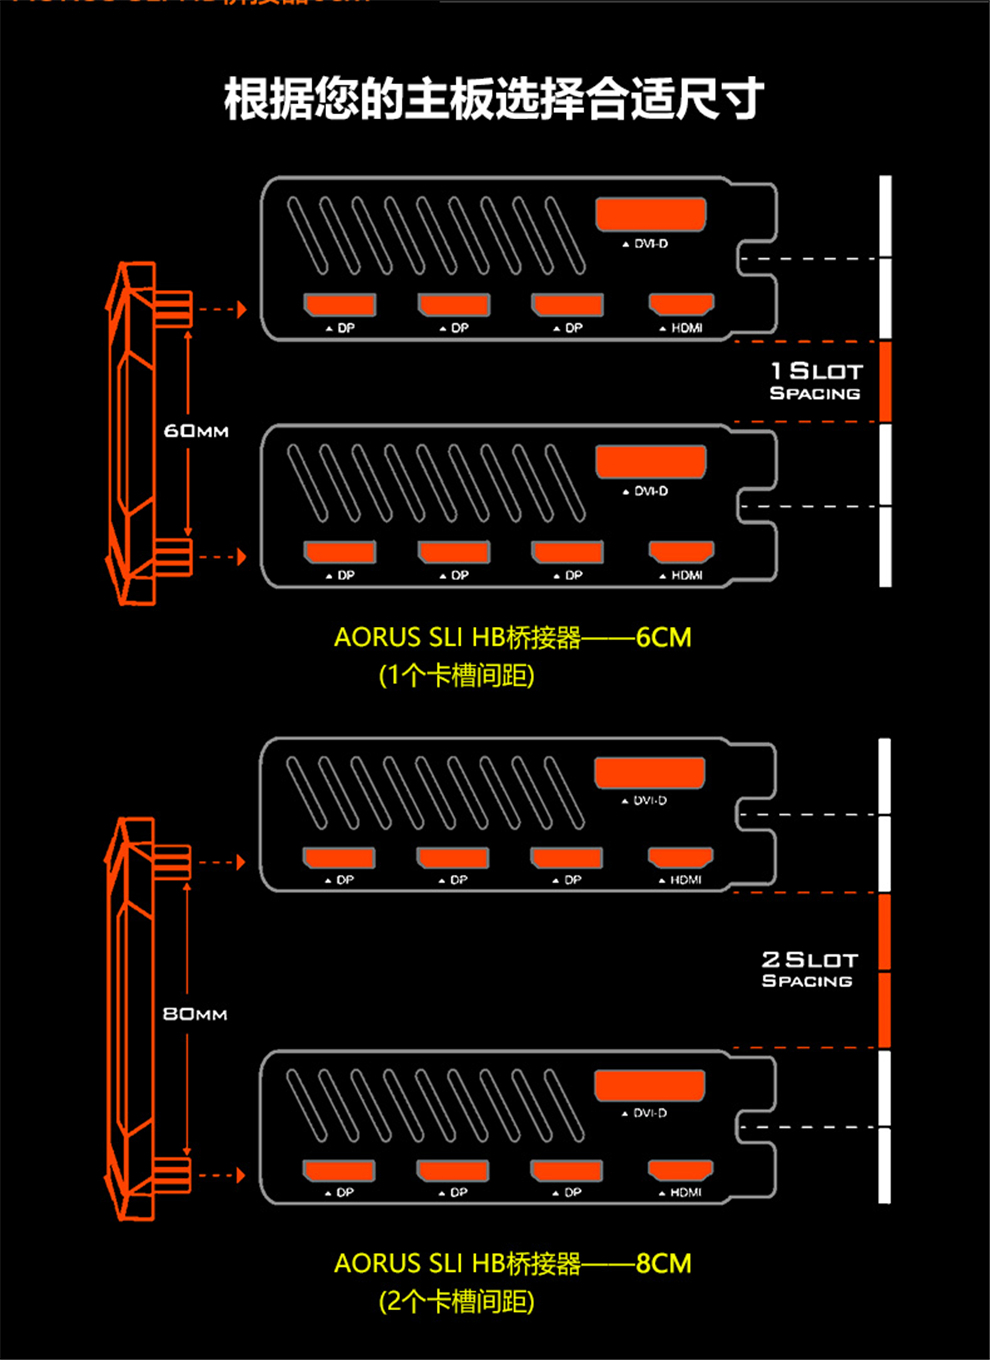 根据您的主板选择合适尺寸
▲ DVI-D
▲ DP
▲ DP
▲ DP
▲ HDMI
1 SLOT
SPACING
60MM
▲ DVI-D
▲ DP
▲ DP
▲ DP
▲ HDMI
AORUS SLI HB桥接器——6CM
(1个卡槽间距)
▲ DVI-D
▲ DP
▲ DP
▲ DP
▲ HDMI
2 SLOT
SPACING
80MM
▲ DVI-D
▲ DP
▲ DP
▲ DP
▲ HDMI
AORUS SLI HB桥接器——8CM
(2个卡槽间距)